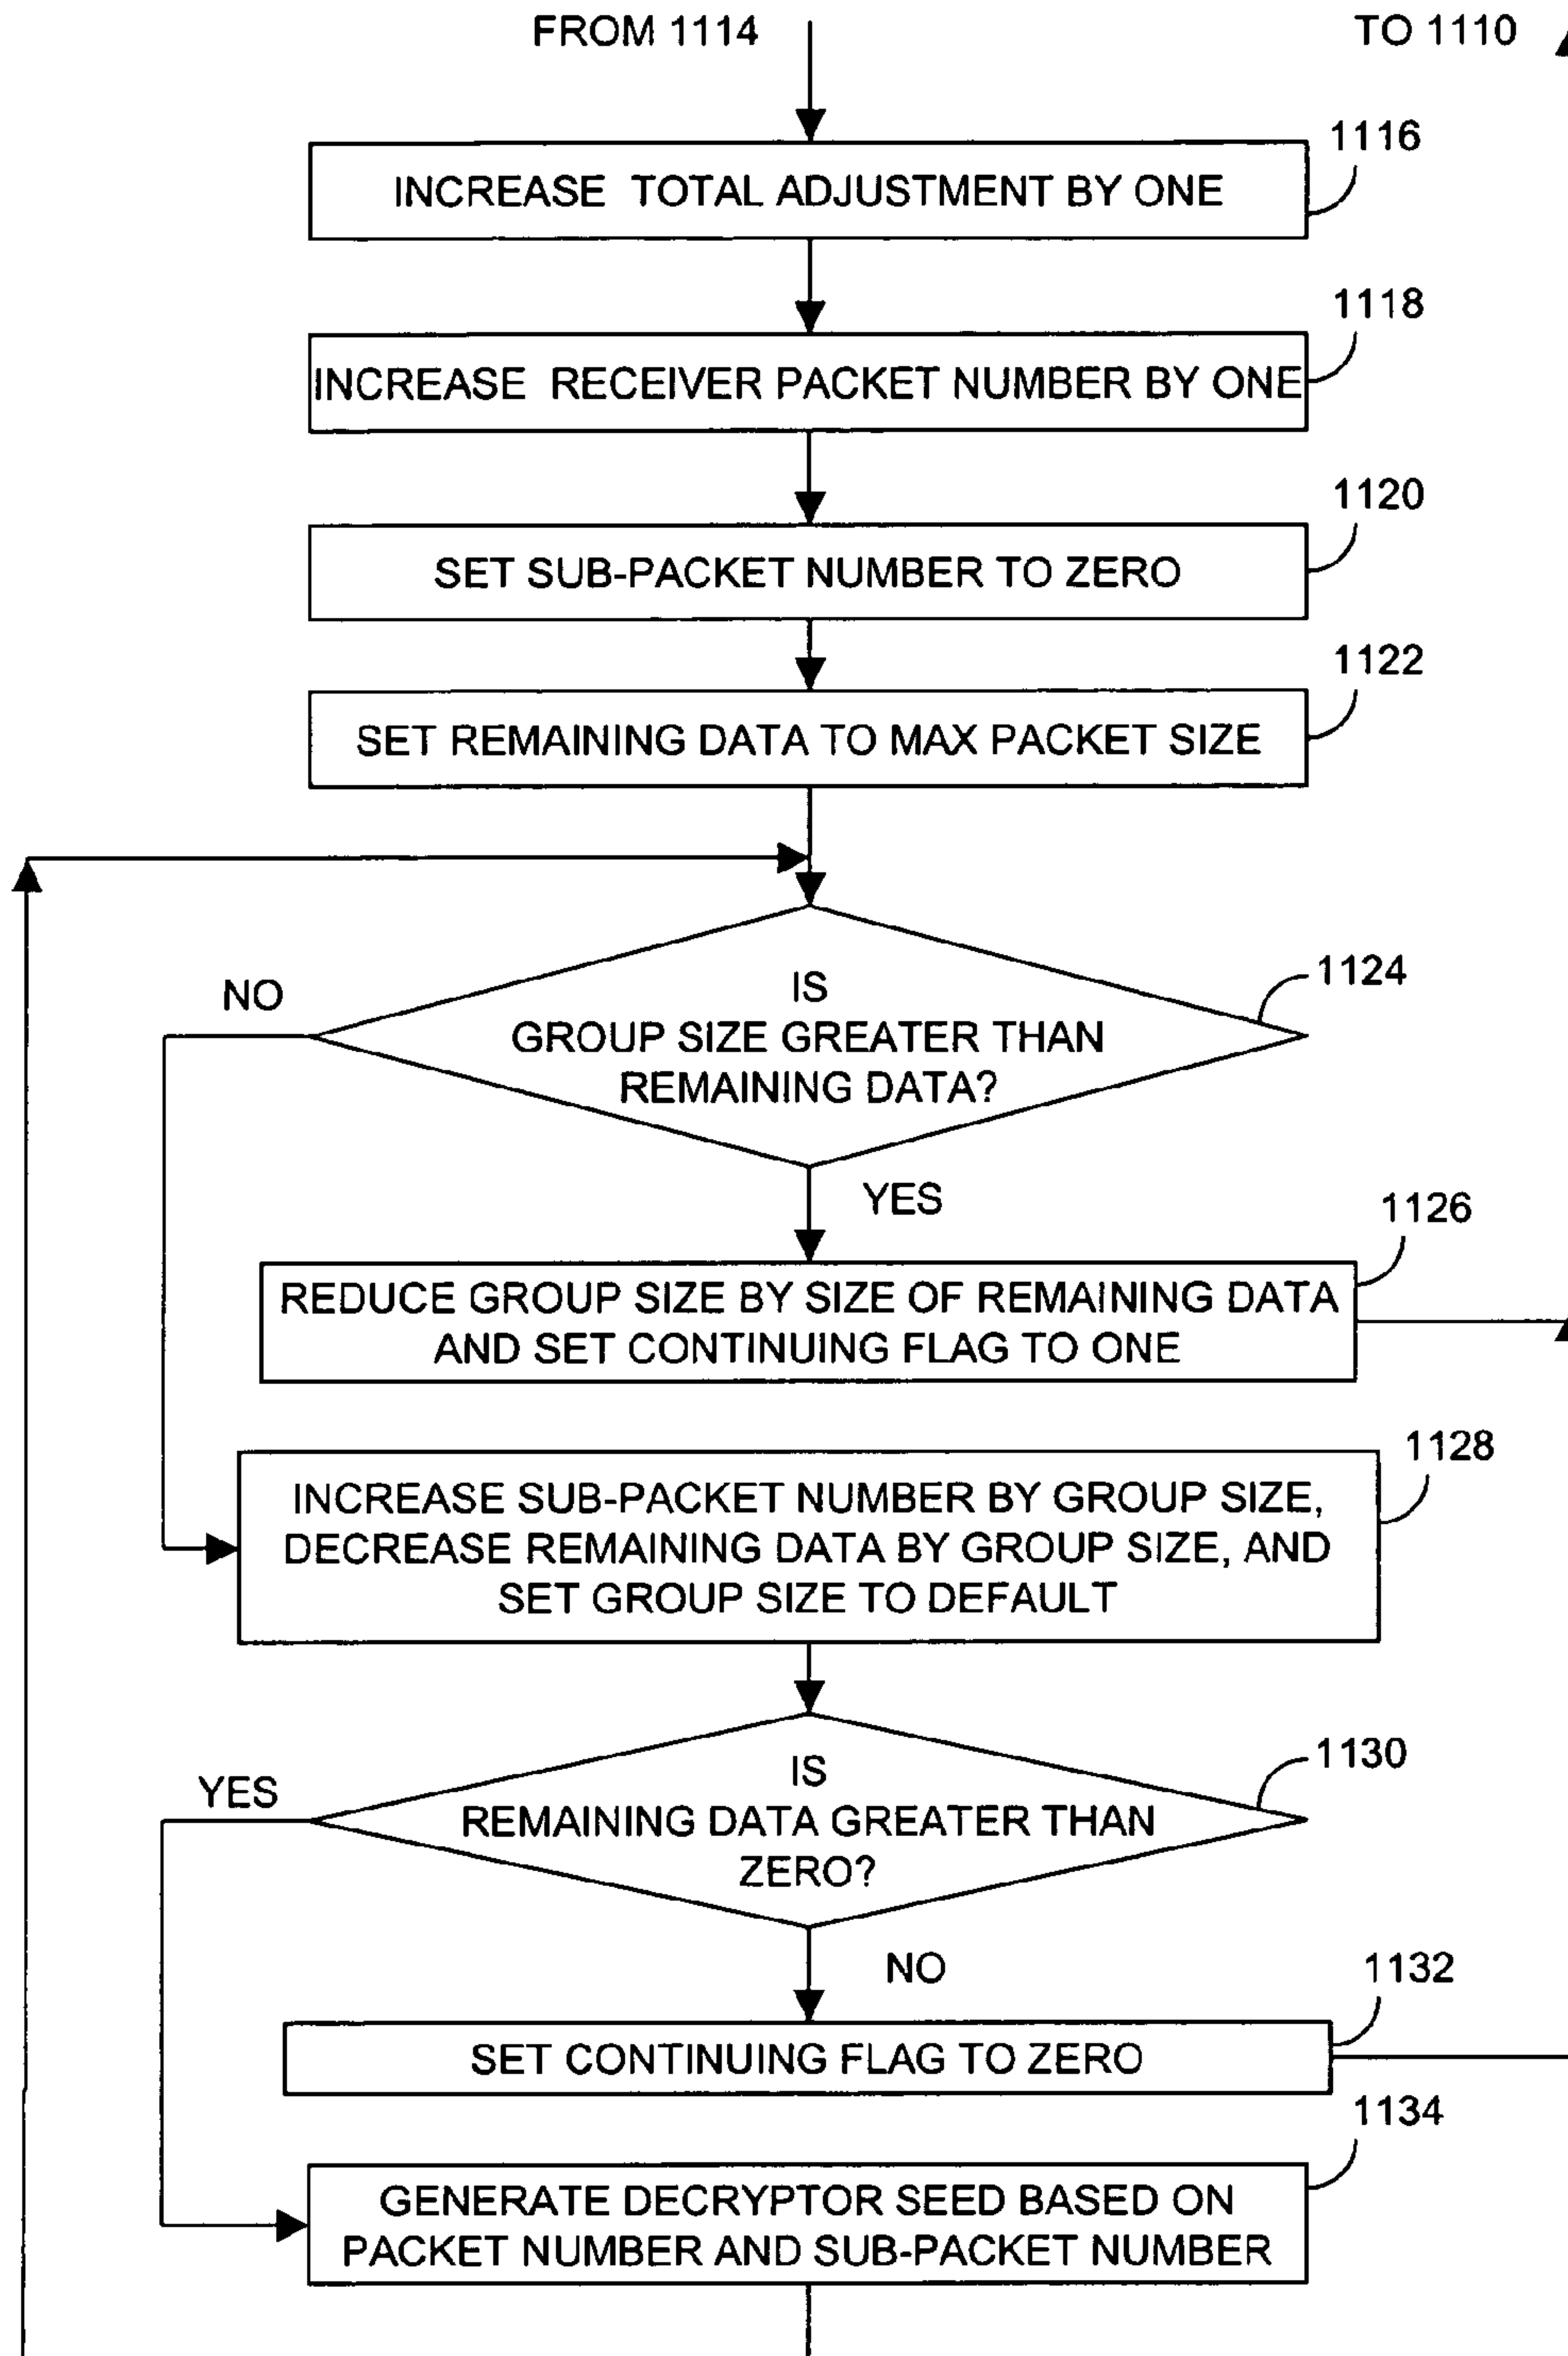 FROM 1114
TO 1110
1116
INCREASE TOTAL ADJUSTMENT BY ONE
1118
INCREASE RECEIVER PACKET NUMBER BY ONE
1120
SET SUB-PACKET NUMBER TO ZERO
1122
SET REMAINING DATA TO MAX PACKET SIZE
1124
NO
IS
GROUP SIZE GREATER THAN
REMAINING DATA?
YES
1126
REDUCE GROUP SIZE BY SIZE OF REMAINING DATA
AND SET CONTINUING FLAG TO ONE
1128
INCREASE SUB-PACKET NUMBER BY GROUP SIZE,
DECREASE REMAINING DATA BY GROUP SIZE, AND
SET GROUP SIZE TO DEFAULT
1130
YES
IS
REMAINING DATA GREATER THAN
ZERO?
NO
1132
SET CONTINUING FLAG TO ZERO
1134
GENERATE DECRYPTOR SEED BASED ON
PACKET NUMBER AND SUB-PACKET NUMBER